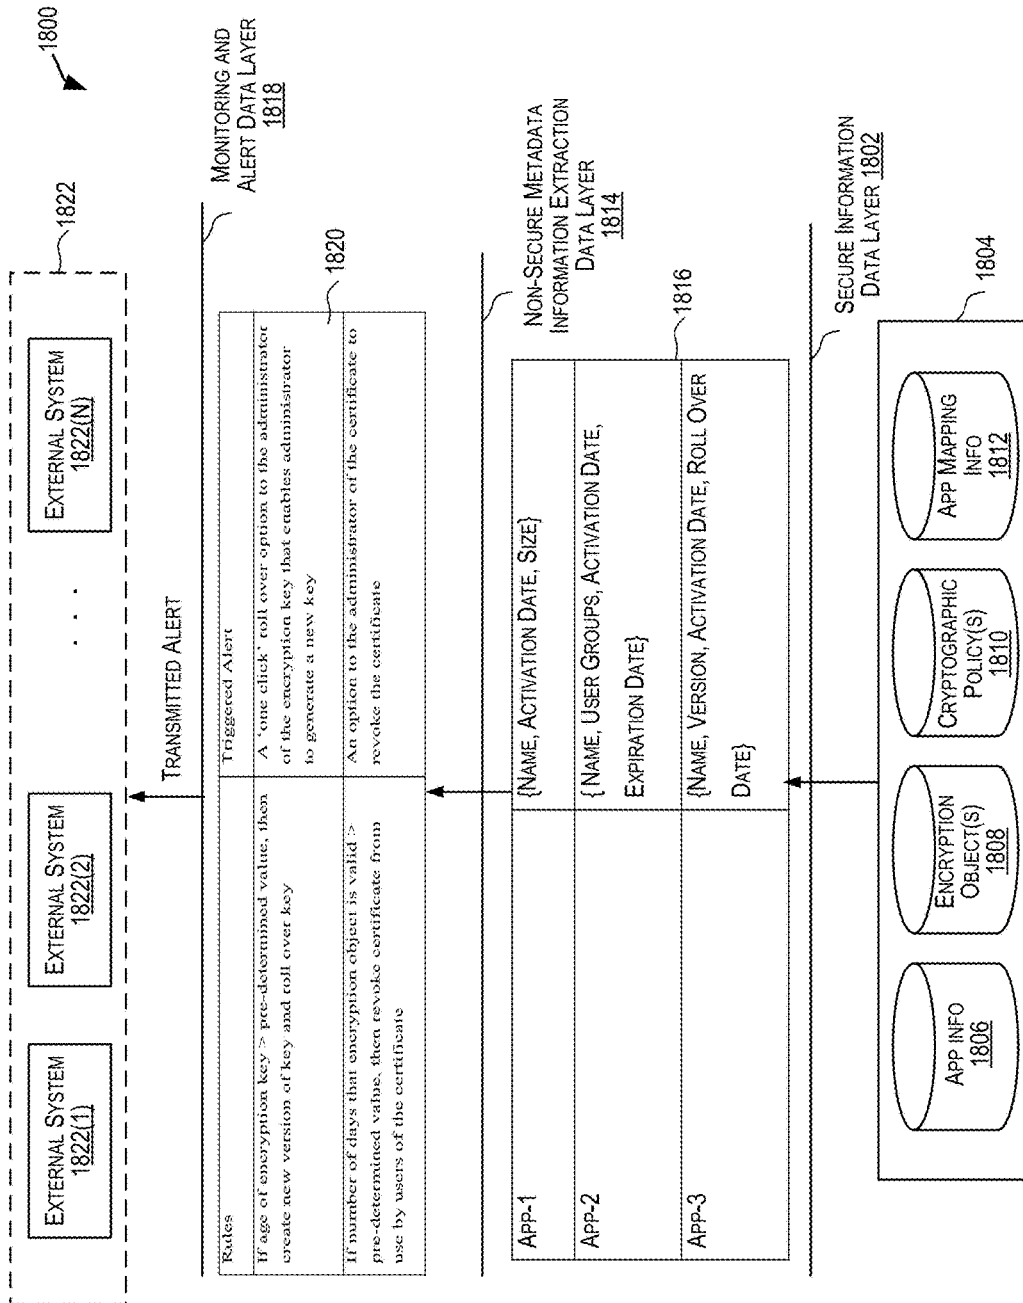 1800
1822
EXTERNAL SYSTEM
1822(1)
EXTERNAL SYSTEM
1822(2)
. . .
EXTERNAL SYSTEM
1822(N)
TRANSMITTED ALERT
MONITORING AND
ALERT DATA LAYER
1818
Rules
Triggered Alert
If age of encryption key > pre-determined value, then
create new version of key and roll over key
A 'one click' roll over option to the administrator
of the encryption key that enables administrator
to generate a new key
If number of days that encryption object is valid >
pre-determined value, then revoke certificate from
use by users of the certificate
An option to the administrator of the certificate to
revoke the certificate
1820
NON-SECURE METADATA
INFORMATION EXTRACTION
DATA LAYER
1814
APP-1
{NAME, ACTIVATION DATE, SIZE}
APP-2
{ NAME, USER GROUPS, ACTIVATION DATE,
EXPIRATION DATE}
APP-3
{NAME, VERSION, ACTIVATION DATE, ROLL OVER
DATE}
1816
SECURE INFORMATION
DATA LAYER 1802
1804
APP INFO
1806
ENCRYPTION
OBJECT(S)
1808
CRYPTOGRAPHIC
POLICY(S)
1810
APP MAPPING
INFO
1812